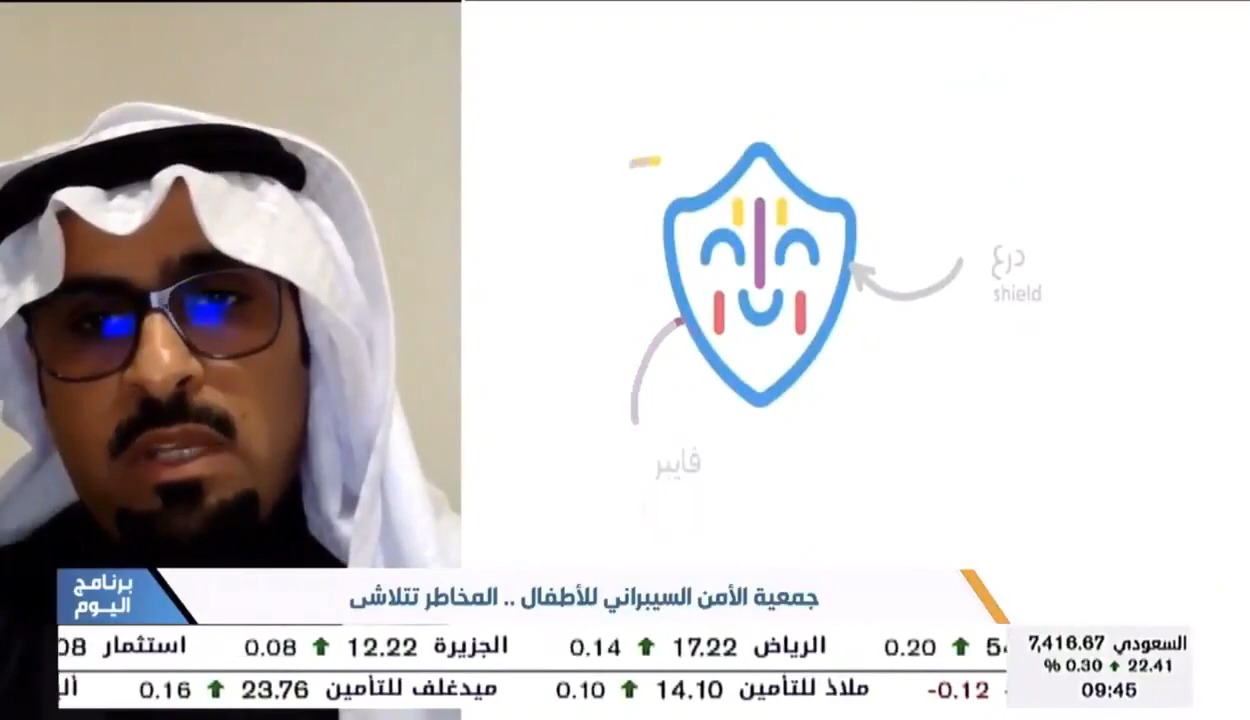 درع
shield
فايبر
برنامج
اليوم
جمعية الأمن السيبراني للأطفال .. المخاطر تتلاشى
0.20 الرياض 17.22 0.14 الجزيرة 12.22 0.08 استثمار
-0.12 ملاذ للتأمين 14.10 0.10 ميدغلف للتأمين 23.76 0.16
السعودي 7,416.67
% 0.30 22.41
09:45